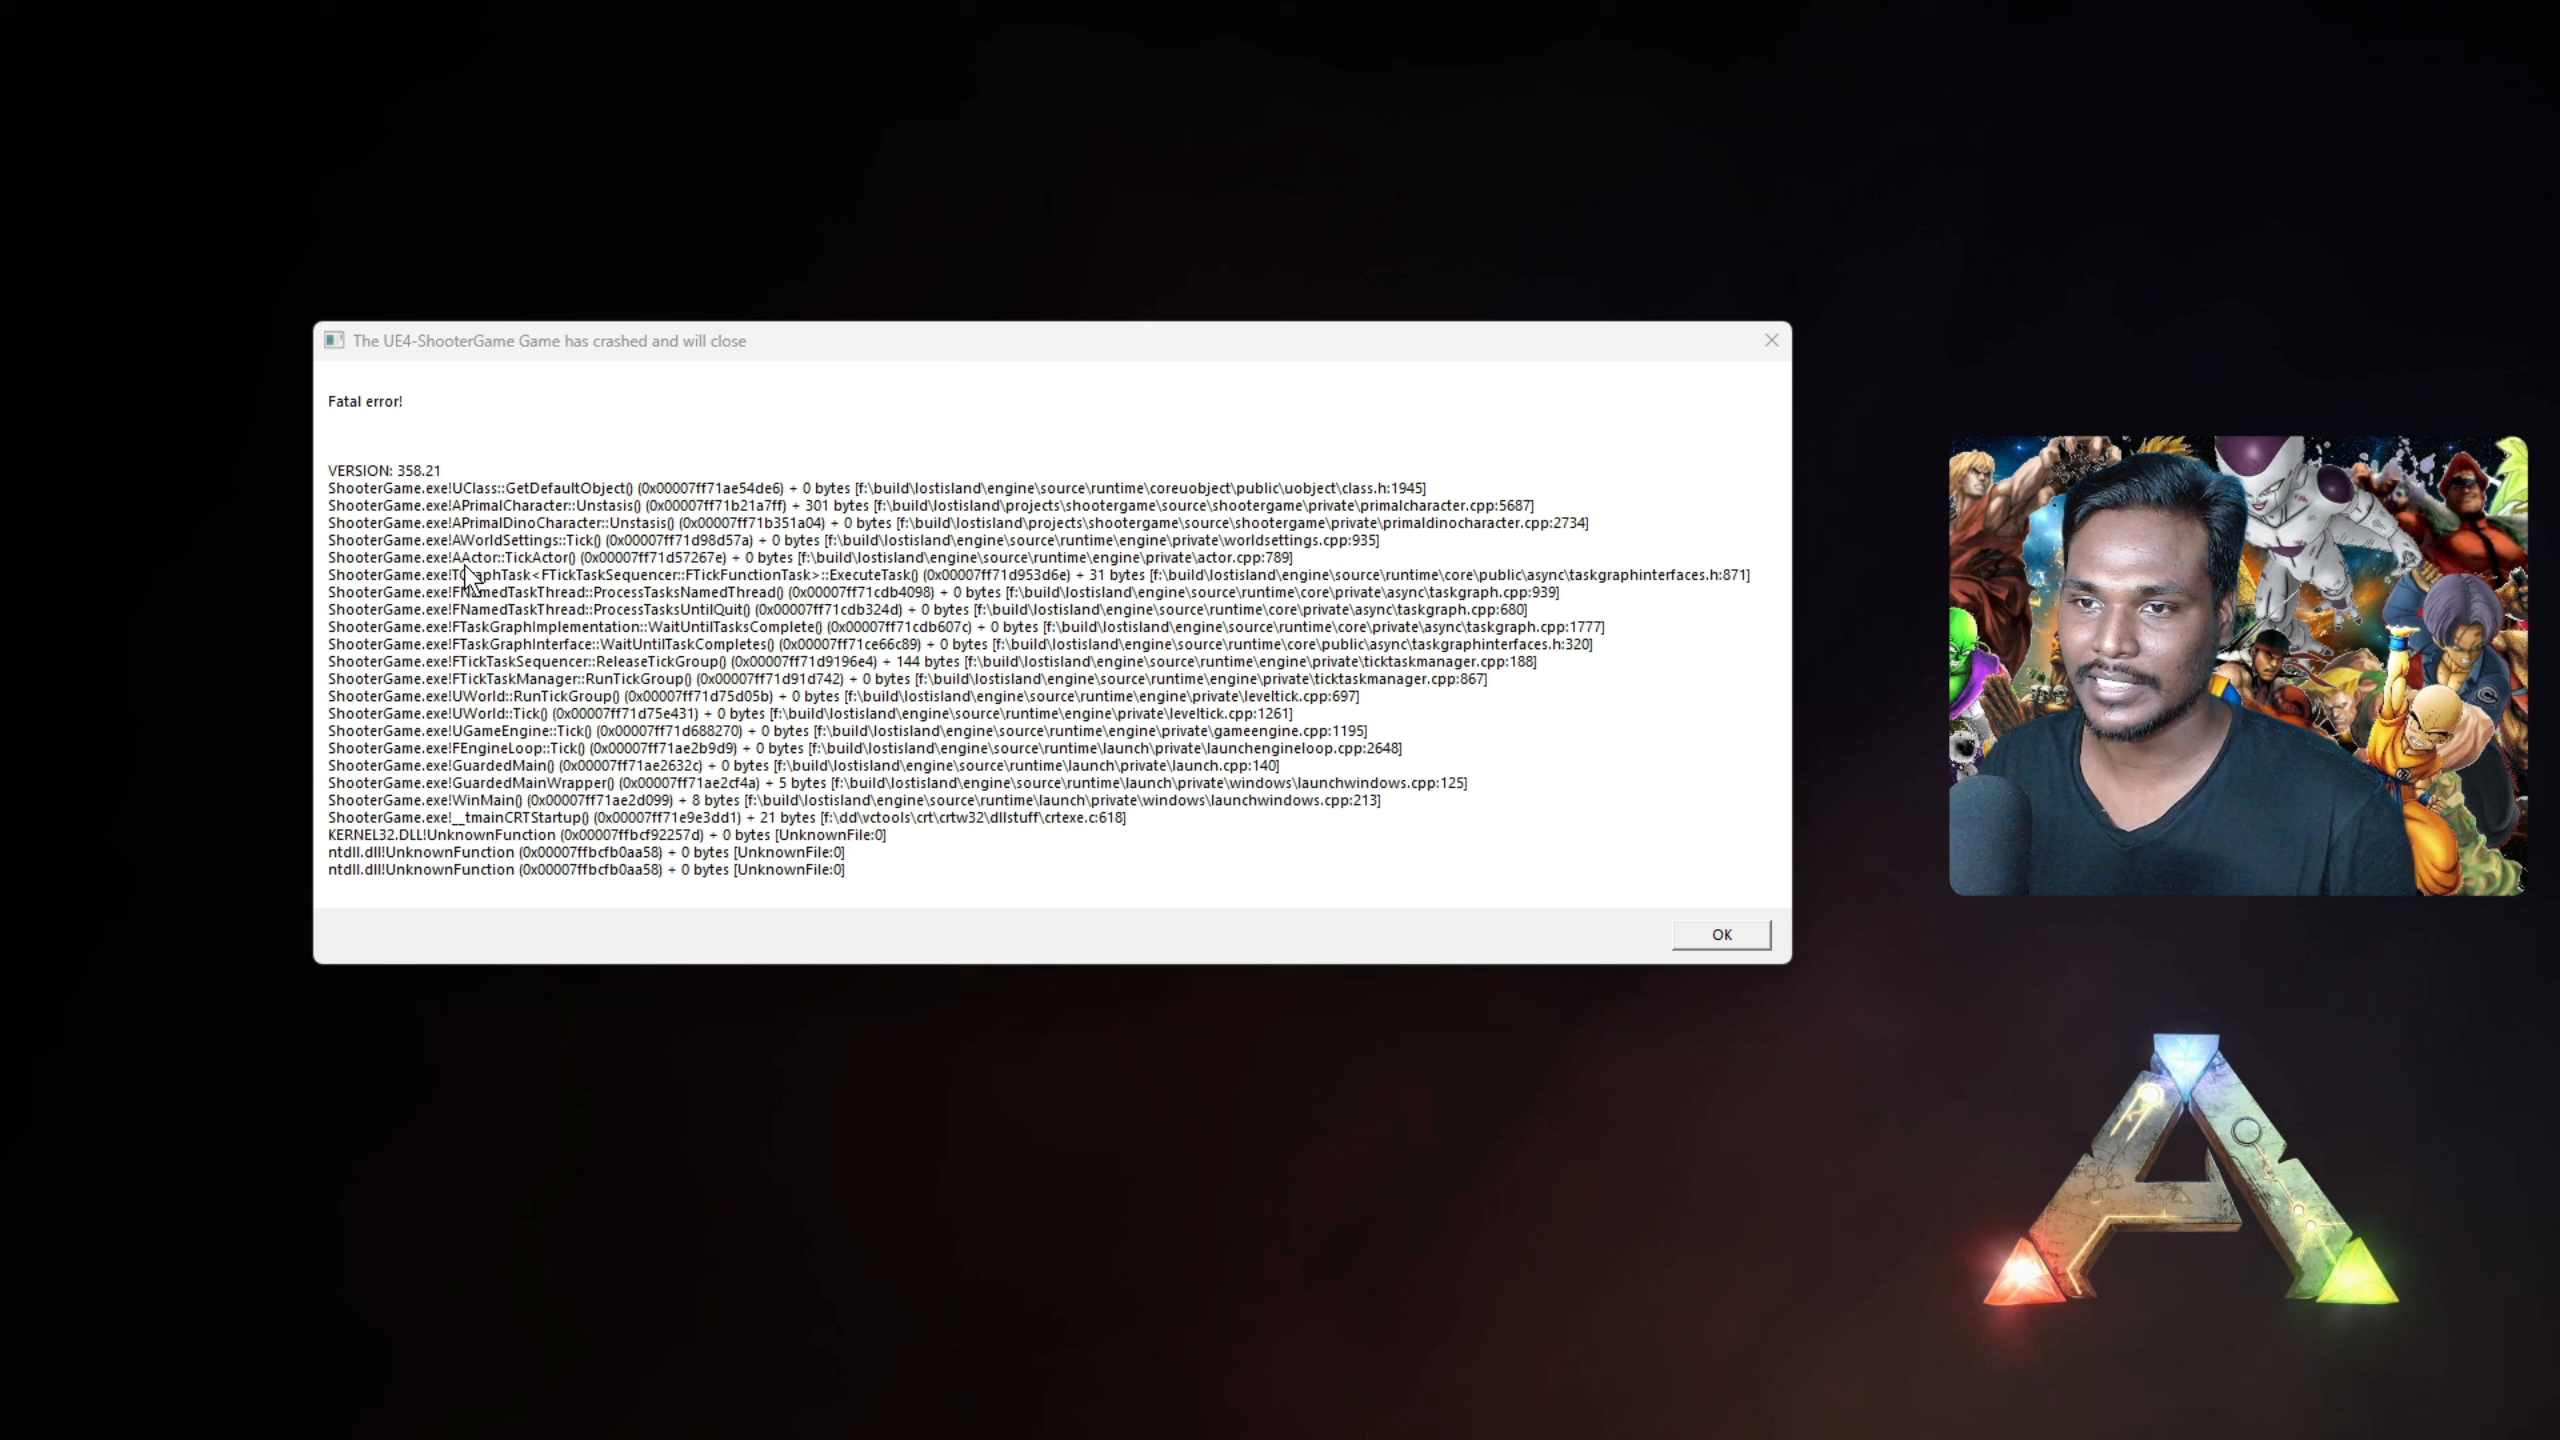 The UE4-ShooterGame Game has crashed and will close
Fatal error!
VERSION: 358.21
ShooterGame.exe!UClass::GetDefaultObject() (0x00007ff71ae54de6) + 0 bytes [f:\build\lostisland\engine\source\runtime\coreuobject\public\uobject\class.h:1945]
ShooterGame.exe!APrimalCharacter::Unstasis() (0x00007ff71b21a7ff) + 301 bytes [f:\build\lostisland\projects\shootergame\source\shootergame\private\primalcharacter.cpp:5687]
ShooterGame.exe!APrimalDinoCharacter::Unstasis() (0x00007ff71b351a04) + 0 bytes [f:\build\lostisland\projects\shootergame\source\shootergame\private\primaldinocharacter.cpp:2734]
ShooterGame.exe!AWorldSettings::Tick() (0x00007ff71d98d57a) + 0 bytes [f:\build\lostisland\engine\source\runtime\engine\private\worldsettings.cpp:935]
ShooterGame.exe!AActor::TickActor() (0x00007ff71d57267e) + 0 bytes [f:\build\lostisland\engine\source\runtime\engine\private\actor.cpp:789]
ShooterGame.exe!TGraphTask<FTickTaskSequencer::FTickFunctionTask>::ExecuteTask() (0x00007ff71d953d6e) + 31 bytes [f:\build\lostisland\engine\source\runtime\core\public\async\taskgraphinterfaces.h:871]
ShooterGame.exe!FNamedTaskThread::ProcessTasksNamedThread() (0x00007ff71cdb4098) + 0 bytes [f:\build\lostisland\engine\source\runtime\core\private\async\taskgraph.cpp:939]
ShooterGame.exe!FNamedTaskThread::ProcessTasksUntilQuit() (0x00007ff71cdb324d) + 0 bytes [f:\build\lostisland\engine\source\runtime\core\private\async\taskgraph.cpp:680]
ShooterGame.exe!FTaskGraphImplementation::WaitUntilTasksComplete() (0x00007ff71cdb607c) + 0 bytes [f:\build\lostisland\engine\source\runtime\core\private\async\taskgraph.cpp:1777]
ShooterGame.exe!FTaskGraphInterface::WaitUntilTaskCompletes() (0x00007ff71ce66c89) + 0 bytes [f:\build\lostisland\engine\source\runtime\core\public\async\taskgraphinterfaces.h:320]
ShooterGame.exe!FTickTaskSequencer::ReleaseTickGroup() (0x00007ff71d9196e4) + 144 bytes [f:\build\lostisland\engine\source\runtime\engine\private\ticktaskmanager.cpp:188]
ShooterGame.exe!FTickTaskManager::RunTickGroup() (0x00007ff71d91d742) + 0 bytes [f:\build\lostisland\engine\source\runtime\engine\private\ticktaskmanager.cpp:867]
ShooterGame.exe!UWorld::RunTickGroup() (0x00007ff71d75d05b) + 0 bytes [f:\build\lostisland\engine\source\runtime\engine\private\leveltick.cpp:697]
ShooterGame.exe!UWorld::Tick() (0x00007ff71d75e431) + 0 bytes [f:\build\lostisland\engine\source\runtime\engine\private\leveltick.cpp:1261]
ShooterGame.exe!UGameEngine::Tick() (0x00007ff71d688270) + 0 bytes [f:\build\lostisland\engine\source\runtime\engine\private\gameengine.cpp:1195]
ShooterGame.exe!FEngineLoop::Tick() (0x00007ff71ae2b9d9) + 0 bytes [f:\build\lostisland\engine\source\runtime\launch\private\launchengineloop.cpp:2648]
ShooterGame.exe!GuardedMain() (0x00007ff71ae2632c) + 0 bytes [f:\build\lostisland\engine\source\runtime\launch\private\launch.cpp:140]
ShooterGame.exe!GuardedMainWrapper() (0x00007ff71ae2cf4a) + 5 bytes [f:\build\lostisland\engine\source\runtime\launch\private\windows\launchwindows.cpp:125]
ShooterGame.exe!WinMain() (0x00007ff71ae2d099) + 8 bytes [f:\build\lostisland\engine\source\runtime\launch\private\windows\launchwindows.cpp:213]
ShooterGame.exe!__tmainCRTStartup() (0x00007ff71e9e3dd1) + 21 bytes [f:\dd\vctools\crt\crtw32\dllstuff\crtexe.c:618]
KERNEL32.DLL!UnknownFunction (0x00007ffbcf92257d) + 0 bytes [UnknownFile:0]
ntdll.dll!UnknownFunction (0x00007ffbcfb0aa58) + 0 bytes [UnknownFile:0]
ntdll.dll!UnknownFunction (0x00007ffbcfb0aa58) + 0 bytes [UnknownFile:0]
OK